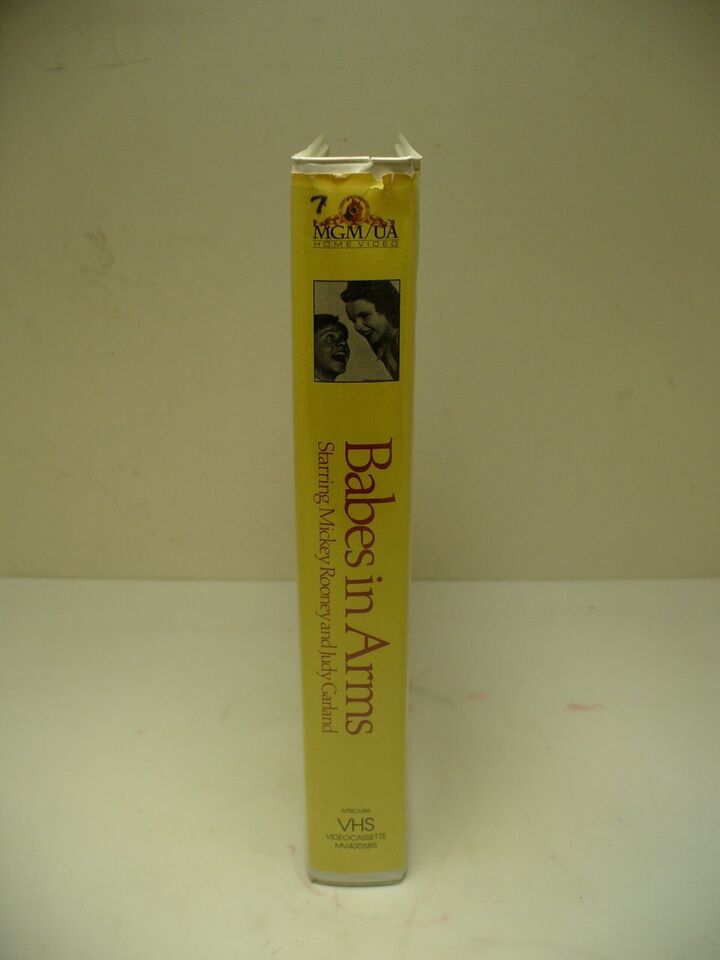 7
MGM/UA
HOME VIDEO
Babes in Arms
Starring Mickey Rooney and Judy Garland
NTSC/USA
VHS
VIDEOCASSETTE
MV400585